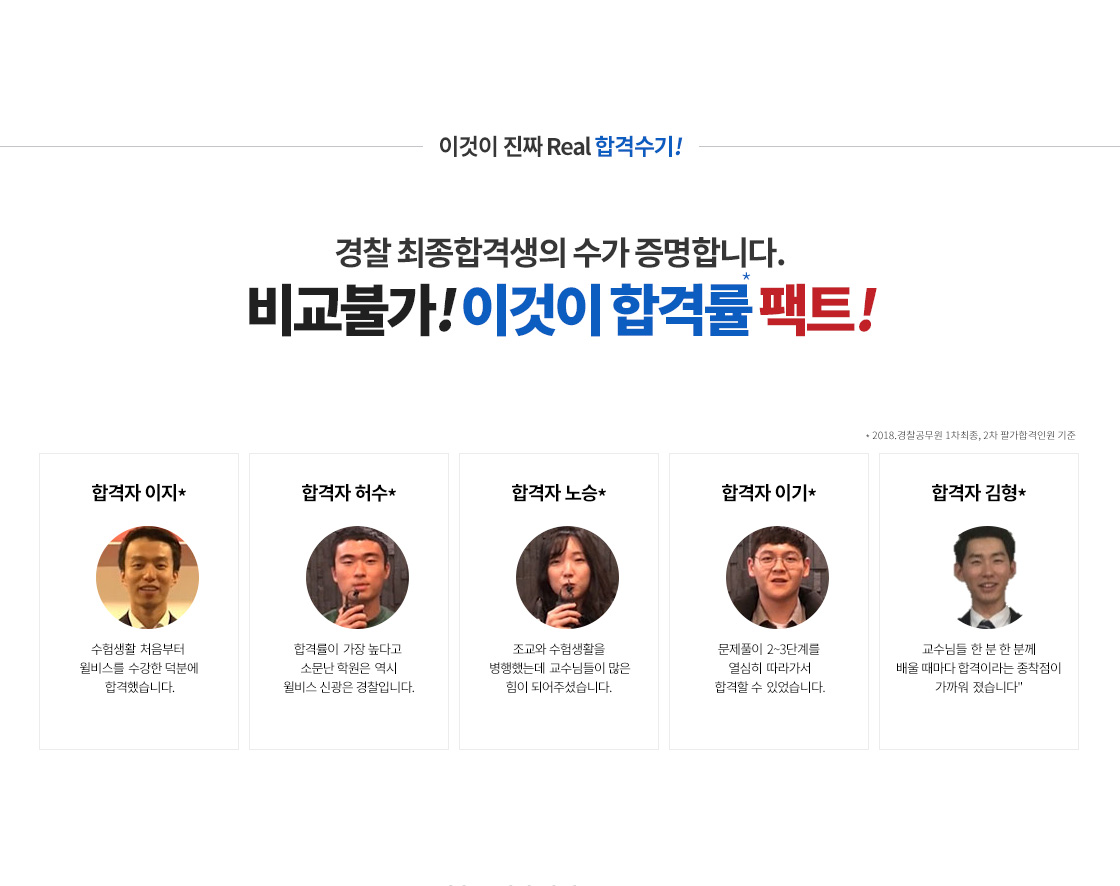 이것이 진짜 Real 합격수기!
경찰 최종합격생의 수가 증명합니다.
비교불가! 이것이 합격률* 팩트!
• 2018.경찰공무원 1차최종, 2차 팔가합격인원 기준
합격자 이지*
수험생활 처음부터
윌비스를 수강한 덕분에
합격했습니다.
합격자 허수*
합격률이 가장 높다고
소문난 학원은 역시
윌비스 신광은 경찰입니다.
합격자 노승*
조교와 수험생활을
병행했는데 교수님들이 많은
힘이 되어주셨습니다.
합격자 이기*
문제풀이 2~3단계를
열심히 따라가서
합격할 수 있었습니다.
합격자 김형*
교수님들 한 분 한 분께
배울 때마다 합격이라는 종착점이
가까워 졌습니다"